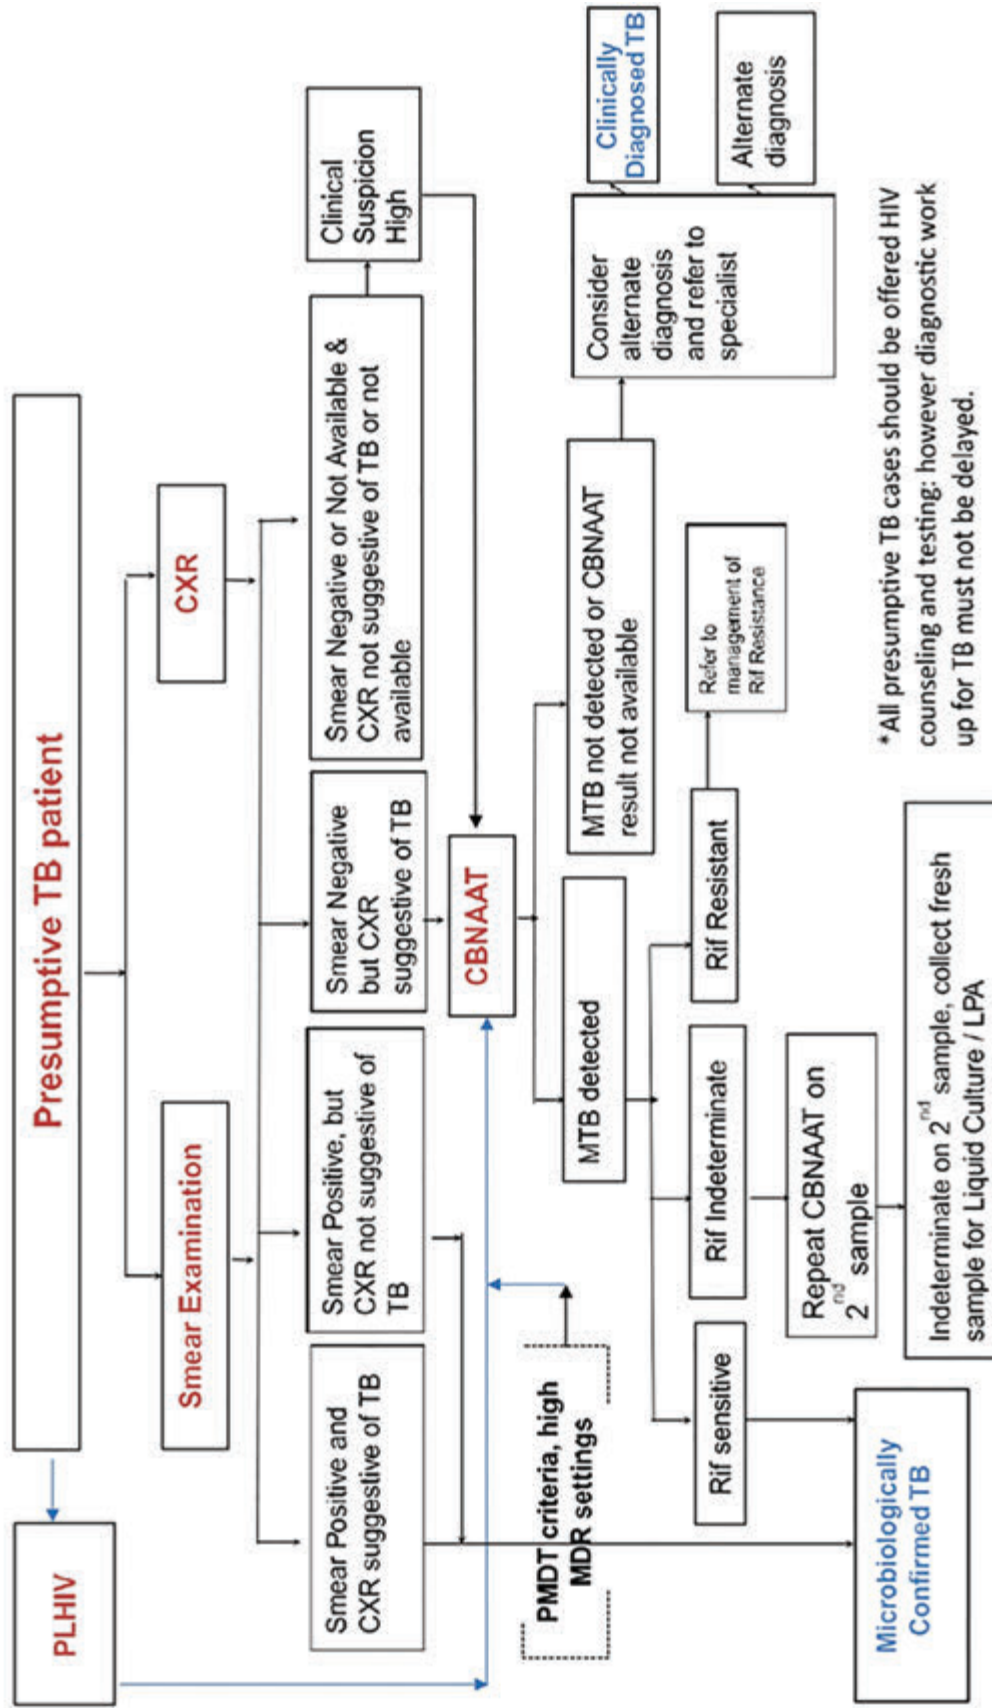 Presumptive TB patient
PLHIV
Smear Examination
CXR
Smear Positive and
CXR suggestive of TB
Smear Positive, but
CXR not suggestive of
TB
Smear Negative
but CXR
suggestive of TB
Smear Negative or Not Available &
CXR not suggestive of TB or not
available
Clinical
Suspicion
High
PMDT criteria, high
MDR settings
CBNAAT
MTB detected
MTB not detected or CBNAAT
result not available
Consider
alternate
diagnosis
and refer to
specialist
Clinically
Diagnosed TB
Alternate
diagnosis
Rif sensitive
Rif Indeterminate
Rif Resistant
Refer to
management of
Rif Resistance
Repeat CBNAAT on
2nd sample
Microbiologically
Confirmed TB
Indeterminate on 2nd sample, collect fresh
sample for Liquid Culture / LPA
*All presumptive TB cases should be offered HIV
counseling and testing: however diagnostic work
up for TB must not be delayed.